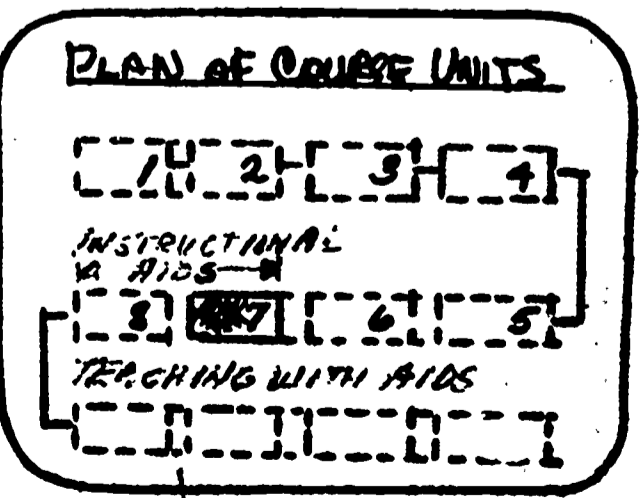 PLAN OF COURSE UNITS
1 2 3 4
INSTRUCTIONAL
AIDS
8 7 6 5
TEACHING WITH AIDS